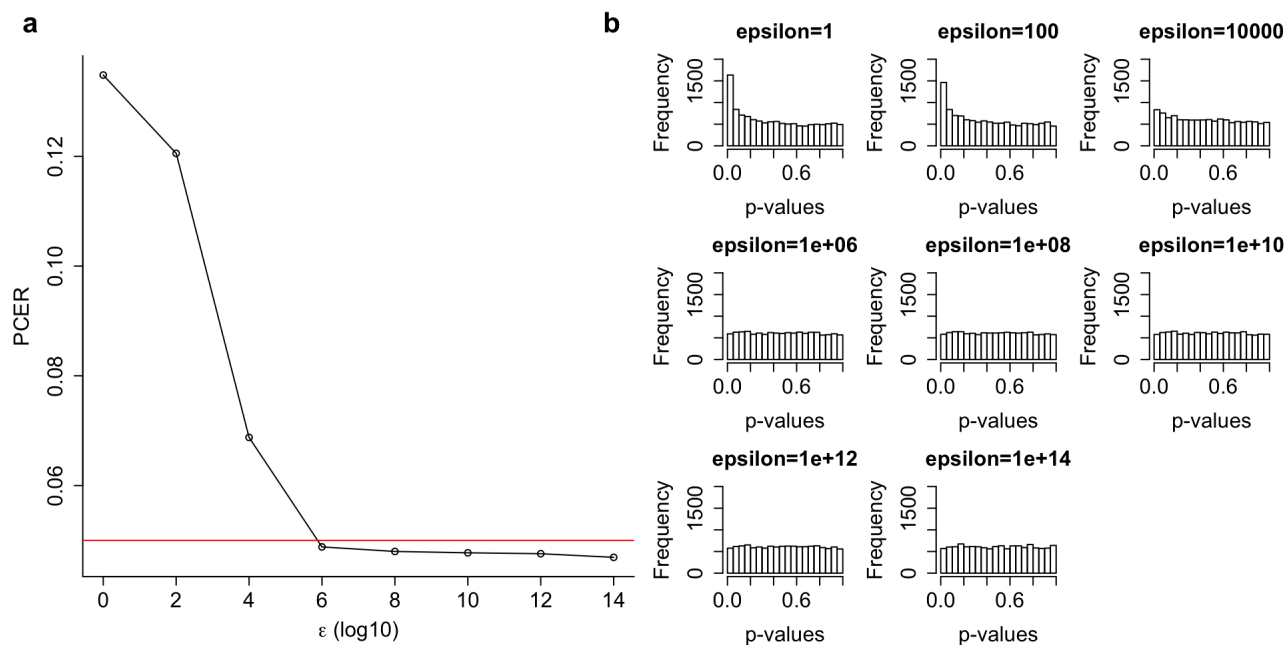 a
PCER
0.12
0.10
0.08
0.06
0 2 4 6 8 10 12 14
ε (log10)
b
epsilon=1
Frequency
1500
0
0.0 0.6
p-values
epsilon=100
Frequency
1500
0
0.0 0.6
p-values
epsilon=10000
Frequency
1500
0
0.0 0.6
p-values
epsilon=1e+06
Frequency
1500
0
0.0 0.6
p-values
epsilon=1e+08
Frequency
1500
0
0.0 0.6
p-values
epsilon=1e+10
Frequency
1500
0
0.0 0.6
p-values
epsilon=1e+12
Frequency
1500
0
0.0 0.6
p-values
epsilon=1e+14
Frequency
1500
0
0.0 0.6
p-values